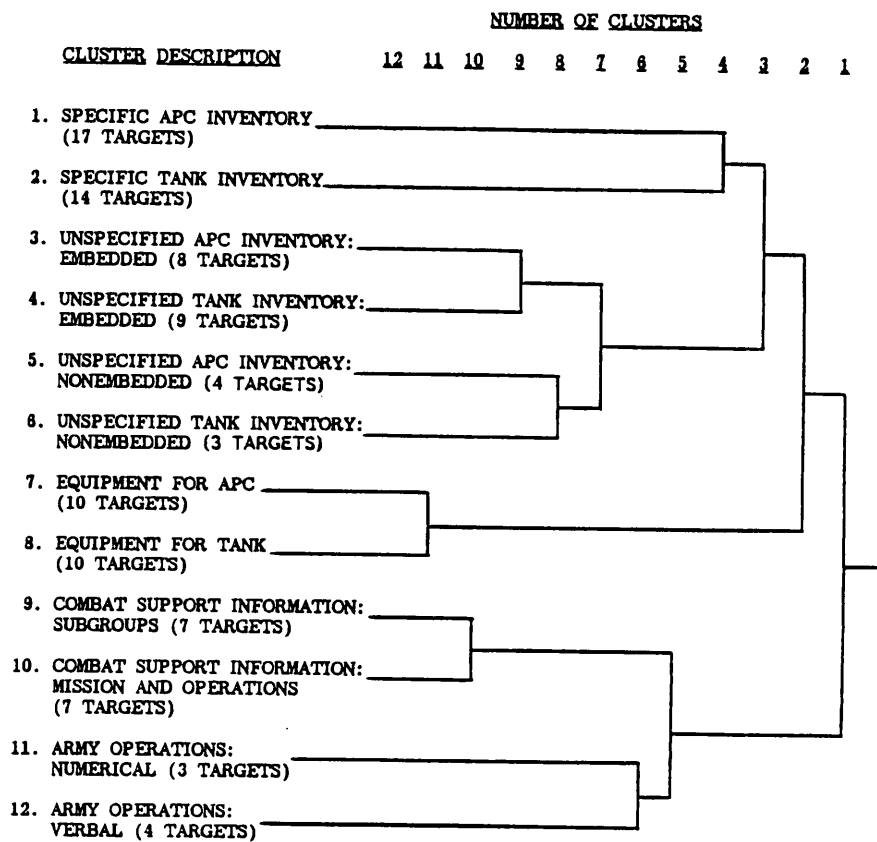 NUMBER OF CLUSTERS
CLUSTER DESCRIPTION 12 11 10 9 8 7 6 5 4 3 2 1
1. SPECIFIC APC INVENTORY
(17 TARGETS)
2. SPECIFIC TANK INVENTORY
(14 TARGETS)
3. UNSPECIFIED APC INVENTORY:
EMBEDDED (8 TARGETS)
4. UNSPECIFIED TANK INVENTORY:
EMBEDDED (9 TARGETS)
5. UNSPECIFIED APC INVENTORY:
NONEMBEDDED (4 TARGETS)
6. UNSPECIFIED TANK INVENTORY:
NONEMBEDDED (3 TARGETS)
7. EQUIPMENT FOR APC
(10 TARGETS)
8. EQUIPMENT FOR TANK
(10 TARGETS)
9. COMBAT SUPPORT INFORMATION:
SUBGROUPS (7 TARGETS)
10. COMBAT SUPPORT INFORMATION:
MISSION AND OPERATIONS
(7 TARGETS)
11. ARMY OPERATIONS:
NUMERICAL (3 TARGETS)
12. ARMY OPERATIONS:
VERBAL (4 TARGETS)